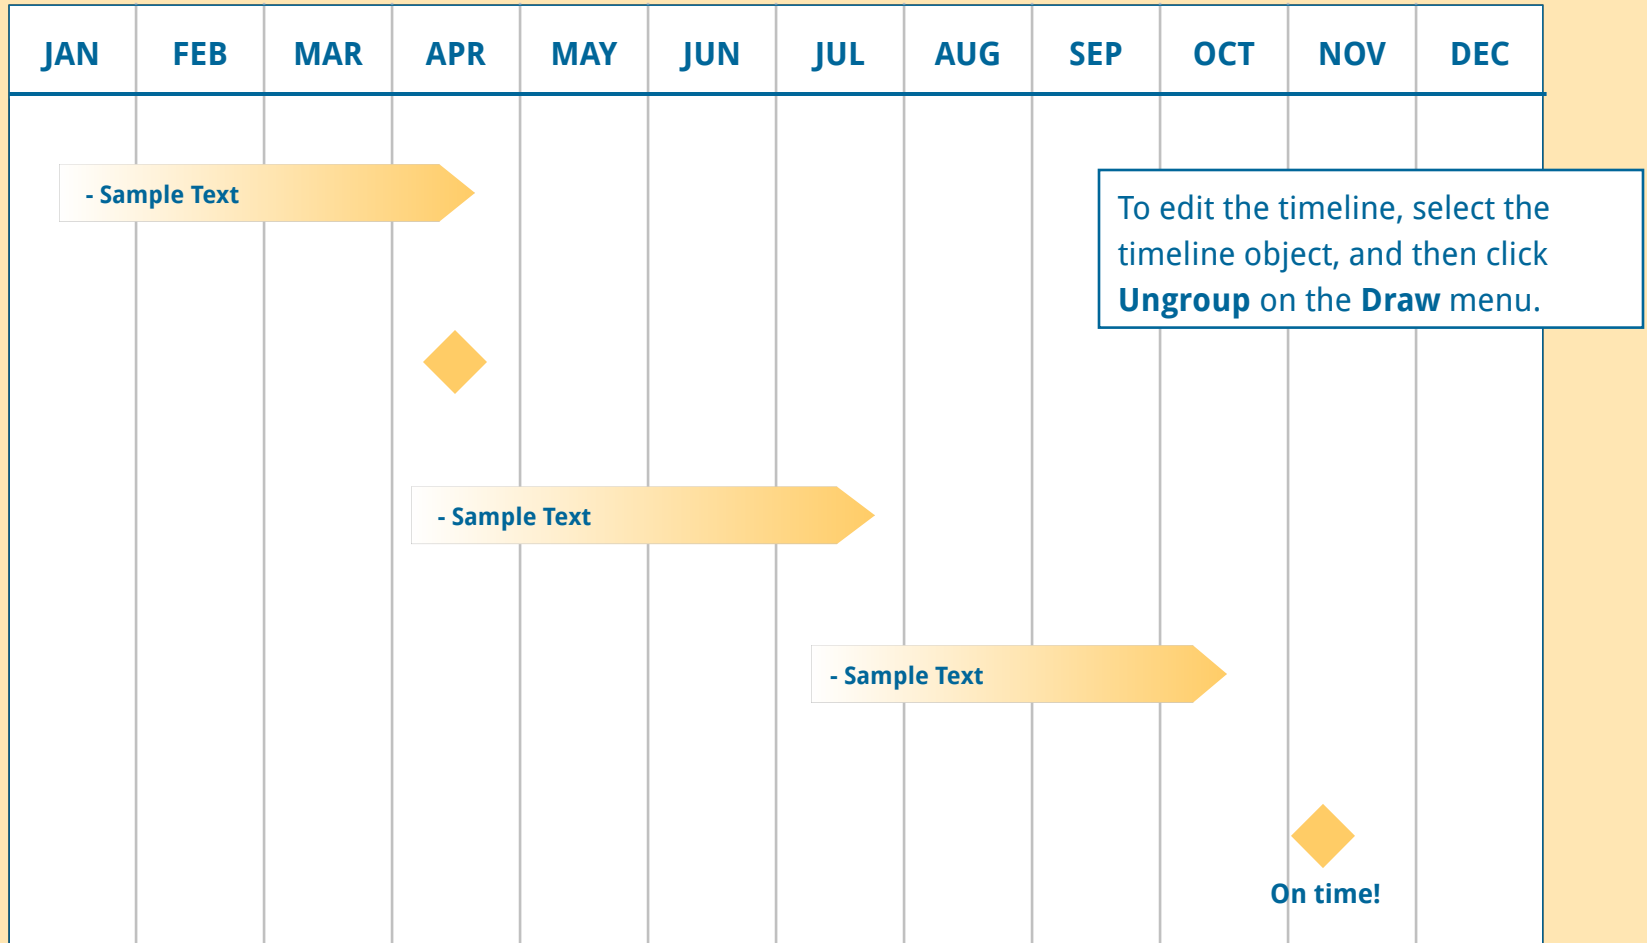 JAN FEB MAR APR MAY JUN JUL AUG SEP OCT NOV DEC
- Sample Text
To edit the timeline, select the
timeline object, and then click
Ungroup on the Draw menu.
- Sample Text
- Sample Text
On time!